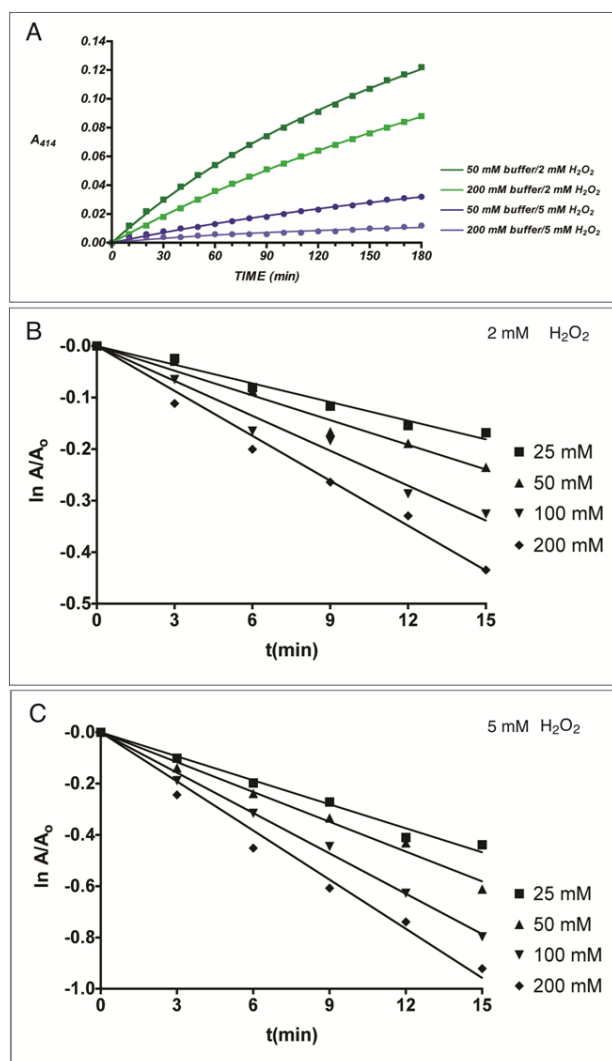 A
0.14
0.12
0.10
A414
0.08
0.06
0.04
0.02
0.00
0 30 60 90 120 150 180
TIME (min)
50 mM buffer/2 mM H2O2
200 mM buffer/2 mM H2O2
50 mM buffer/5 mM H2O2
200 mM buffer/5 mM H2O2
B
2 mM H2O2
-0.0
-0.1
-0.2
-0.3
-0.4
-0.5
ln A/Ao
0 3 6 9 12 15
t(min)
25 mM
50 mM
100 mM
200 mM
C
5 mM H2O2
-0.0
-0.2
-0.4
-0.6
-0.8
-1.0
ln A/Ao
0 3 6 9 12 15
t(min)
25 mM
50 mM
100 mM
200 mM